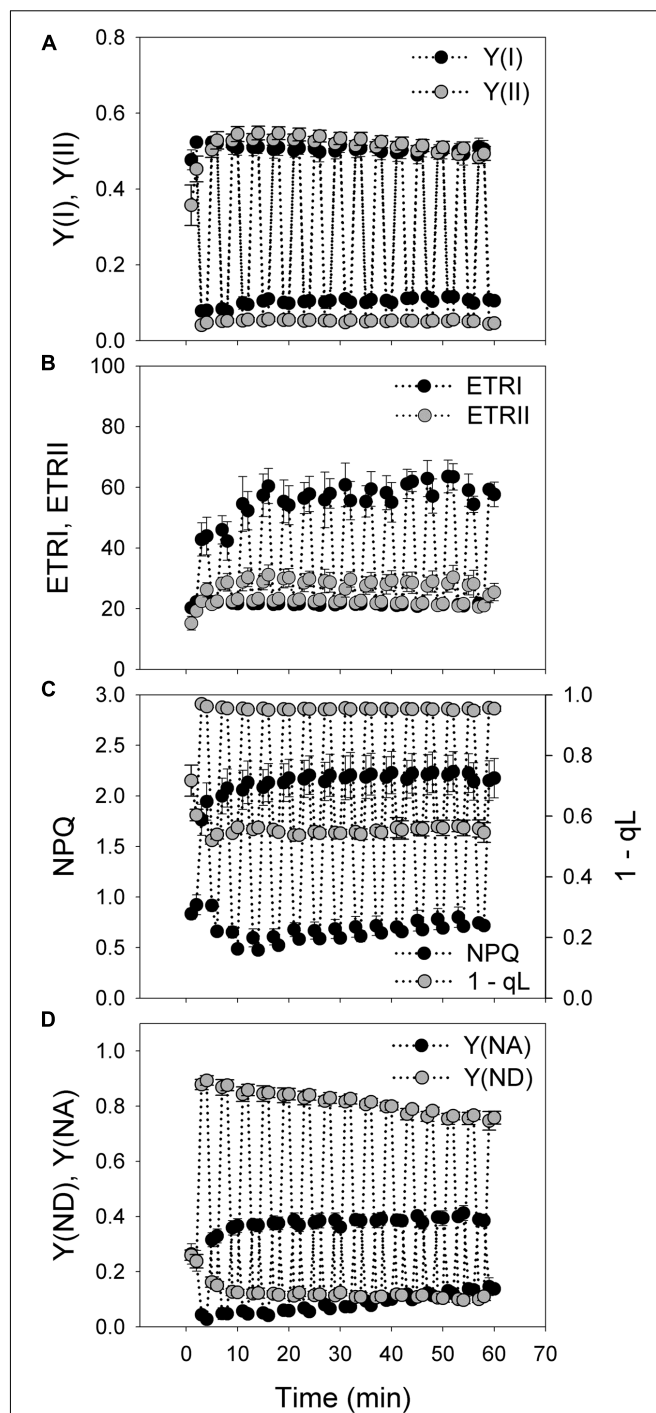 A
0.8
Y(I)
Y(II)
0.6
0.4
0.2
0.0
Y(I), Y(II)
B
100
ETRI
ETRII
80
60
40
20
0
ETRI, ETRII
C
3.0
1.0
2.5
0.8
2.0
0.6
1.5
0.4
1.0
0.2
0.5
0.0
0.0
NPQ
1 - qL
NPQ
1 - qL
D
1.0
Y(NA)
Y(ND)
0.8
0.6
0.4
0.2
0.0
Y(ND), Y(NA)
0 10 20 30 40 50 60 70
Time (min)